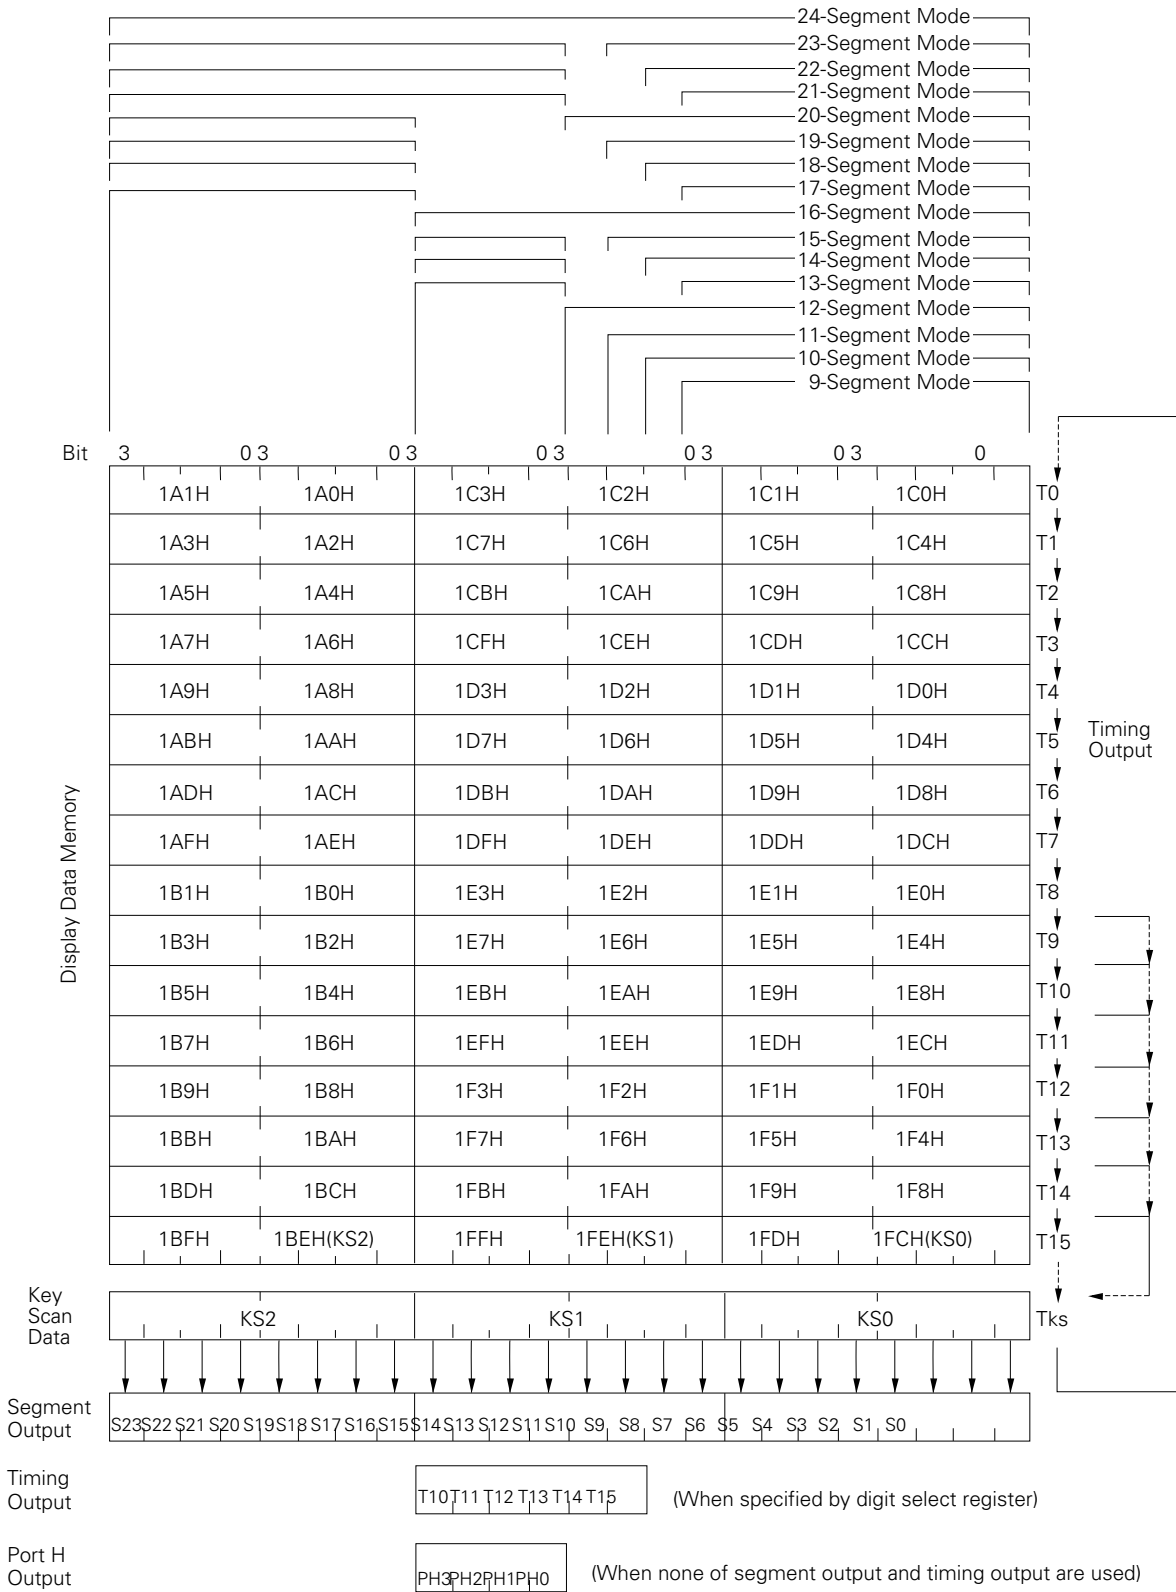 24-Segment Mode
23-Segment Mode
22-Segment Mode
21-Segment Mode
20-Segment Mode
19-Segment Mode
18-Segment Mode
17-Segment Mode
16-Segment Mode
15-Segment Mode
14-Segment Mode
13-Segment Mode
12-Segment Mode
11-Segment Mode
10-Segment Mode
9-Segment Mode
Bit 3 0 3 0 3 0 3 0 3 0 3 0
1A1H 1A0H 1C3H 1C2H 1C1H 1C0H T0
1A3H 1A2H 1C7H 1C6H 1C5H 1C4H T1
1A5H 1A4H 1CBH 1CAH 1C9H 1C8H T2
1A7H 1A6H 1CFH 1CEH 1CDH 1CCH T3
1A9H 1A8H 1D3H 1D2H 1D1H 1D0H T4
1ABH 1AAH 1D7H 1D6H 1D5H 1D4H T5
1ADH 1ACH 1DBH 1DAH 1D9H 1D8H T6
1AFH 1AEH 1DFH 1DEH 1DDH 1DCH T7
1B1H 1B0H 1E3H 1E2H 1E1H 1E0H T8
1B3H 1B2H 1E7H 1E6H 1E5H 1E4H T9
1B5H 1B4H 1EBH 1EAH 1E9H 1E8H T10
1B7H 1B6H 1EFH 1EEH 1EDH 1ECH T11
1B9H 1B8H 1F3H 1F2H 1F1H 1F0H T12
1BBH 1BAH 1F7H 1F6H 1F5H 1F4H T13
1BDH 1BCH 1FBH 1FAH 1F9H 1F8H T14
1BFH 1BEH(KS2) 1FFH 1FEH(KS1) 1FDH 1FCH(KS0) T15
Display Data Memory
Timing
Output
Key
Scan
Data
KS2 KS1 KS0 Tks
Segment
Output
S23 S22 S21 S20 S19 S18 S17 S16 S15 S14 S13 S12 S11 S10 S9 S8 S7 S6 S5 S4 S3 S2 S1 S0
Timing
Output
T10 T11 T12 T13 T14 T15 (When specified by digit select register)
Port H
Output
PH3 PH2 PH1 PH0 (When none of segment output and timing output are used)